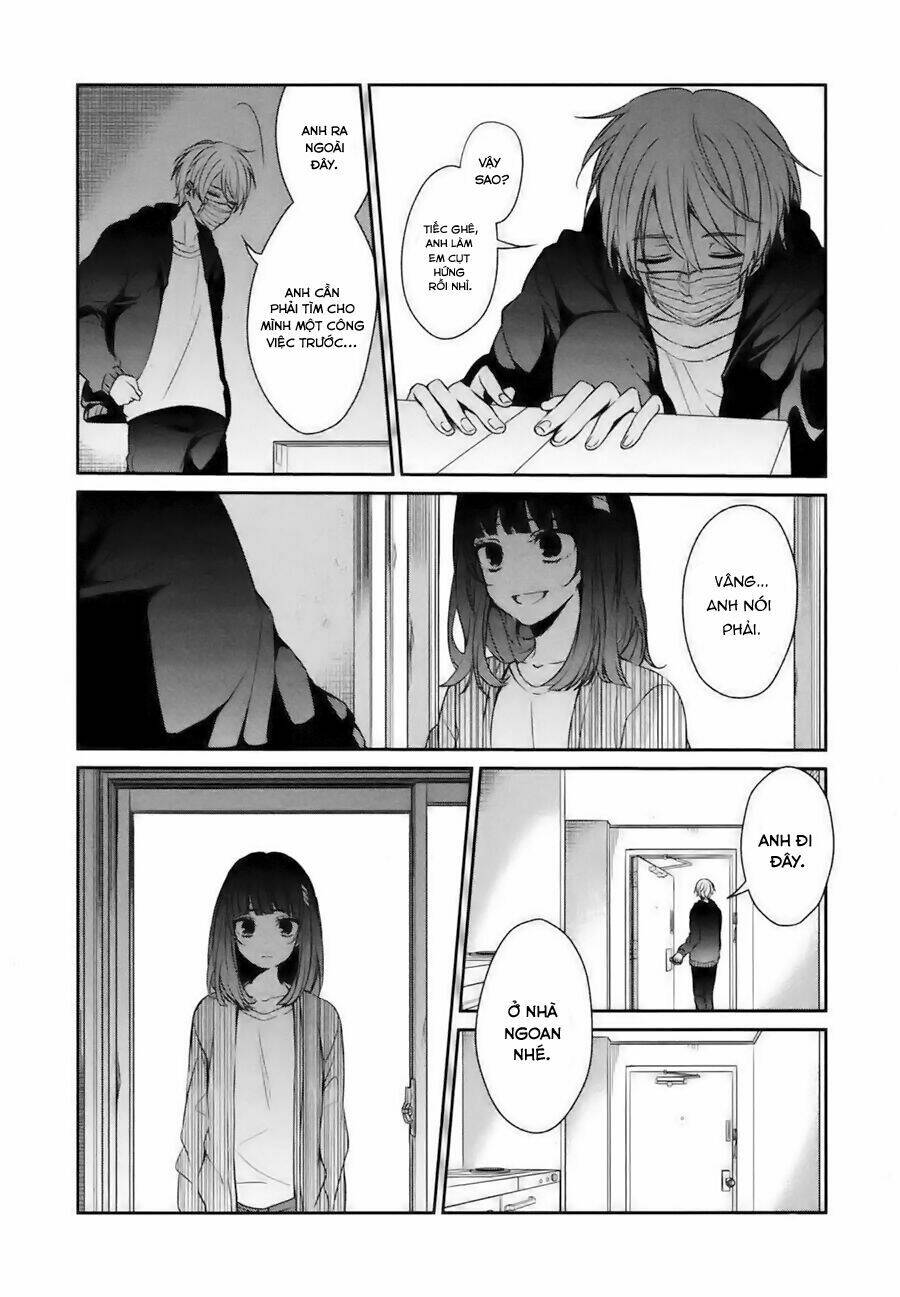 VẬY
SAO?
TIẾC GHÊ,
ANH LÀM
EM CỤT
HỨNG
RỒI NHỈ.
ANH RA
NGOÀI
ĐÂY.
ANH CẦN
PHẢI TÌM CHO
MÌNH MỘT CÔNG
VIỆC TRƯỚC...
VÂNG...
ANH NÓI
PHẢI.
ANH ĐI
ĐÂY.
Ở NHÀ
NGOAN
NHÉ.